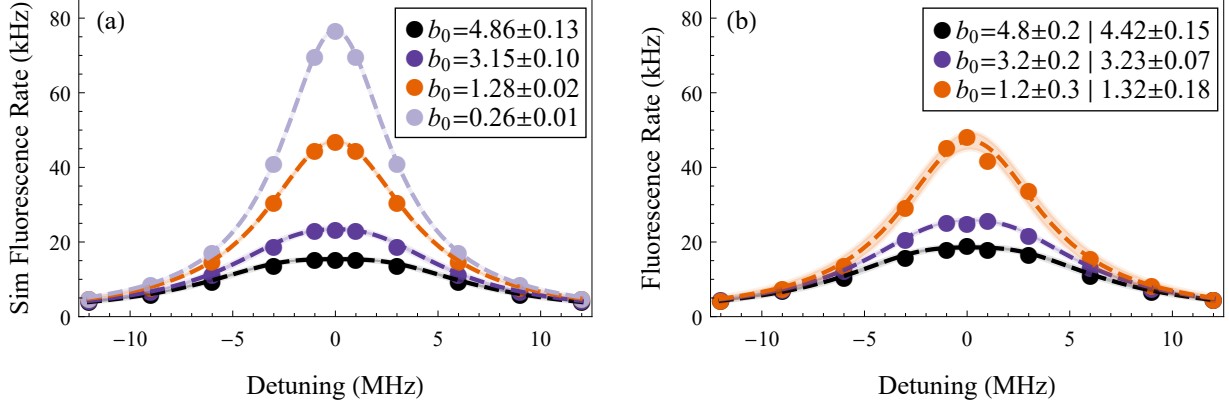 (a)
b0=4.86±0.13
b0=3.15±0.10
b0=1.28±0.02
b0=0.26±0.01
Sim Fluorescence Rate (kHz)
80
60
40
20
0
−10 −5 0 5 10
Detuning (MHz)
(b)
b0=4.8±0.2 | 4.42±0.15
b0=3.2±0.2 | 3.23±0.07
b0=1.2±0.3 | 1.32±0.18
Fluorescence Rate (kHz)
80
60
40
20
0
−10 −5 0 5 10
Detuning (MHz)